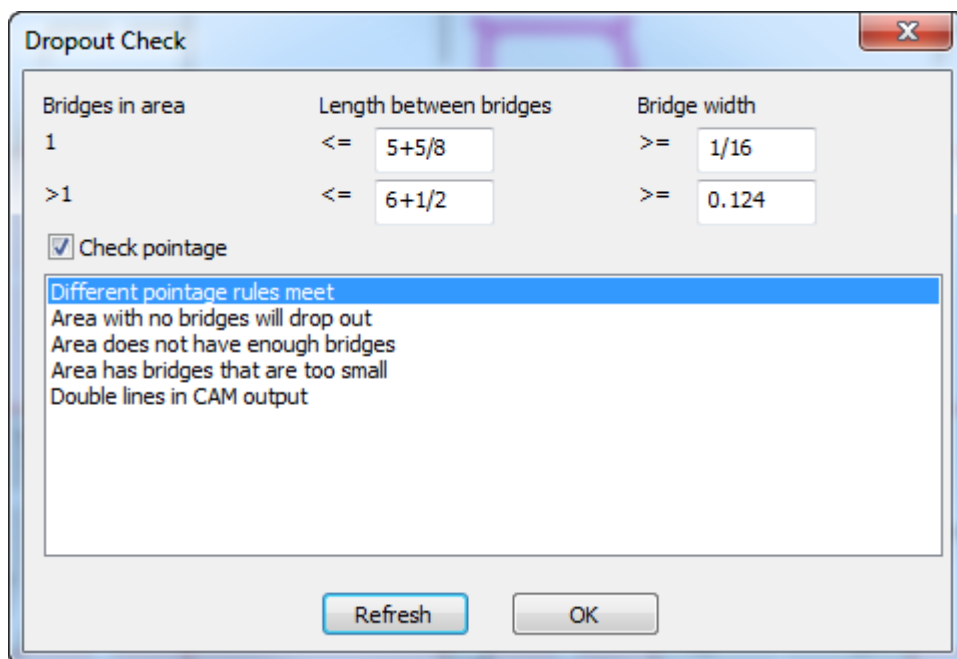 Dropout Check
Bridges in area Length between bridges Bridge width
1 <= 5+5/8 >= 1/16
>1 <= 6+1/2 >= 0.124
Check pointage
Different pointage rules meet
Area with no bridges will drop out
Area does not have enough bridges
Area has bridges that are too small
Double lines in CAM output
Refresh OK